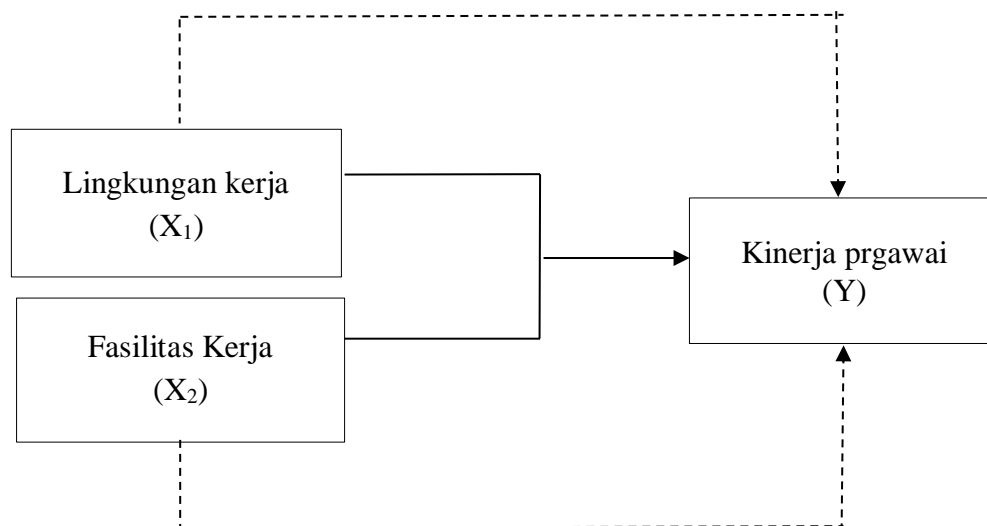 Lingkungan kerja
(X₁)
Kinerja prgawai
(Y)
Fasilitas Kerja
(X₂)